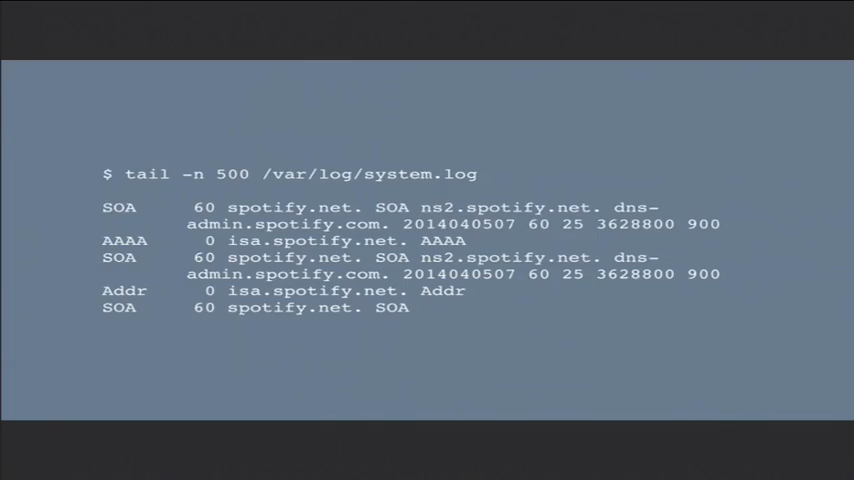 $ tail -n 500 /var/log/system.log
SOA 60 spotify.net. SOA ns2.spotify.net. dns-
admin.spotify.com. 2014040507 60 25 3628800 900
AAAA 0 isa.spotify.net. AAAA
SOA 60 spotify.net. SOA ns2.spotify.net. dns-
admin.spotify.com. 2014040507 60 25 3628800 900
Addr 0 isa.spotify.net. Addr
SOA 60 spotify.net. SOA